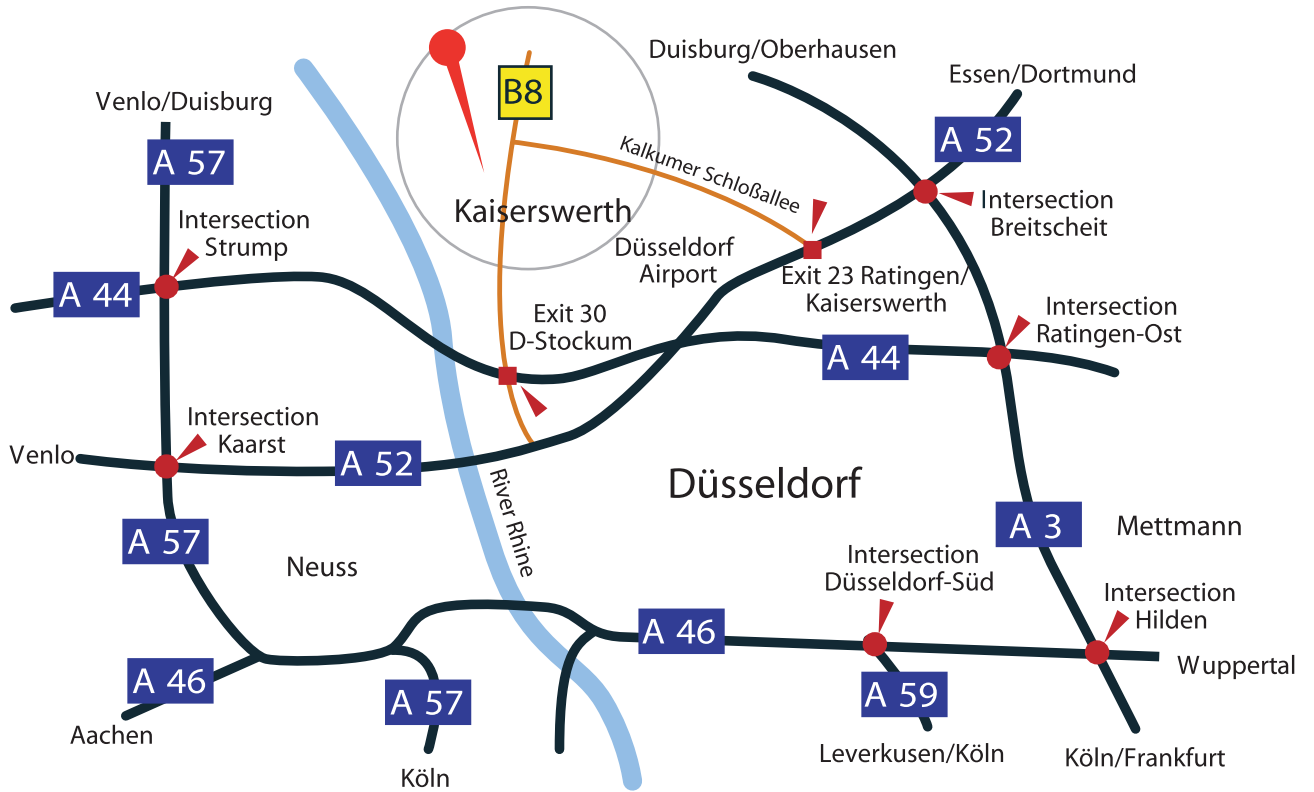 Duisburg/Oberhausen
Essen/Dortmund
Venlo/Duisburg
B8
A 52
A 57
Kalkumer Schloßallee
Intersection
Breitscheit
Intersection
Strump
Kaiserswerth
Düsseldorf
Airport
Exit 23 Ratingen/
Kaiserswerth
A 44
Exit 30
D-Stockum
Intersection
Ratingen-Ost
A 44
Intersection
Kaarst
Venlo
A 52
River Rhine
Düsseldorf
A 57
A 3
Mettmann
Neuss
Intersection
Düsseldorf-Süd
Intersection
Hilden
A 46
Wuppertal
A 46
A 57
A 59
Aachen
Köln
Leverkusen/Köln
Köln/Frankfurt